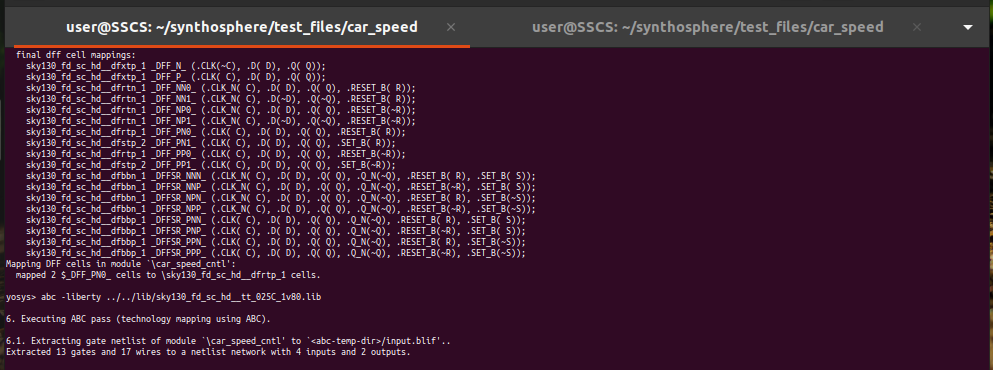 user@SSCS: ~/synthosphere/test_files/car_speed × user@SSCS: ~/synthosphere/test_files/car_speed ×
final dff cell mappings:
sky130_fd_sc_hd__dfxtp_1 _DFF_N_ (.CLK(~C), .D( D), .Q( Q));
sky130_fd_sc_hd__dfxtp_1 _DFF_P_ (.CLK( C), .D( D), .Q( Q));
sky130_fd_sc_hd__dfrtn_1 _DFF_NN0_ (.CLK_N( C), .D( D), .Q( Q), .RESET_B( R));
sky130_fd_sc_hd__dfrtn_1 _DFF_NN1_ (.CLK_N( C), .D(~D), .Q(~Q), .RESET_B( R));
sky130_fd_sc_hd__dfrtn_1 _DFF_NP0_ (.CLK_N( C), .D( D), .Q( Q), .RESET_B(~R));
sky130_fd_sc_hd__dfrtn_1 _DFF_NP1_ (.CLK_N( C), .D(~D), .Q(~Q), .RESET_B(~R));
sky130_fd_sc_hd__dfrtp_1 _DFF_PN0_ (.CLK( C), .D( D), .Q( Q), .RESET_B( R));
sky130_fd_sc_hd__dfstp_2 _DFF_PN1_ (.CLK( C), .D( D), .Q( Q), .SET_B( R));
sky130_fd_sc_hd__dfrtp_1 _DFF_PP0_ (.CLK( C), .D( D), .Q( Q), .RESET_B(~R));
sky130_fd_sc_hd__dfstp_2 _DFF_PP1_ (.CLK( C), .D( D), .Q( Q), .SET_B(~R));
sky130_fd_sc_hd__dfbbn_1 _DFFSR_NNN_ (.CLK_N( C), .D( D), .Q( Q), .Q_N(~Q), .RESET_B( R), .SET_B( S));
sky130_fd_sc_hd__dfbbn_1 _DFFSR_NNP_ (.CLK_N( C), .D( D), .Q( Q), .Q_N(~Q), .RESET_B(~R), .SET_B( S));
sky130_fd_sc_hd__dfbbn_1 _DFFSR_NPN_ (.CLK_N( C), .D( D), .Q( Q), .Q_N(~Q), .RESET_B( R), .SET_B(~S));
sky130_fd_sc_hd__dfbbn_1 _DFFSR_NPP_ (.CLK_N( C), .D( D), .Q( Q), .Q_N(~Q), .RESET_B(~R), .SET_B(~S));
sky130_fd_sc_hd__dfbbp_1 _DFFSR_PNN_ (.CLK( C), .D( D), .Q( Q), .Q_N(~Q), .RESET_B( R), .SET_B( S));
sky130_fd_sc_hd__dfbbp_1 _DFFSR_PNP_ (.CLK( C), .D( D), .Q( Q), .Q_N(~Q), .RESET_B(~R), .SET_B( S));
sky130_fd_sc_hd__dfbbp_1 _DFFSR_PPN_ (.CLK( C), .D( D), .Q( Q), .Q_N(~Q), .RESET_B( R), .SET_B(~S));
sky130_fd_sc_hd__dfbbp_1 _DFFSR_PPP_ (.CLK( C), .D( D), .Q( Q), .Q_N(~Q), .RESET_B(~R), .SET_B(~S));
Mapping DFF cells in module `\car_speed_cntl':
mapped 2 $_DFF_PN0_ cells to \sky130_fd_sc_hd__dfrtp_1 cells.
yosys> abc -liberty ../../lib/sky130_fd_sc_hd__tt_025C_1v80.lib
6. Executing ABC pass (technology mapping using ABC).
6.1. Extracting gate netlist of module `\car_speed_cntl' to `<abc-temp-dir>/input.blif'..
Extracted 13 gates and 17 wires to a netlist network with 4 inputs and 2 outputs.